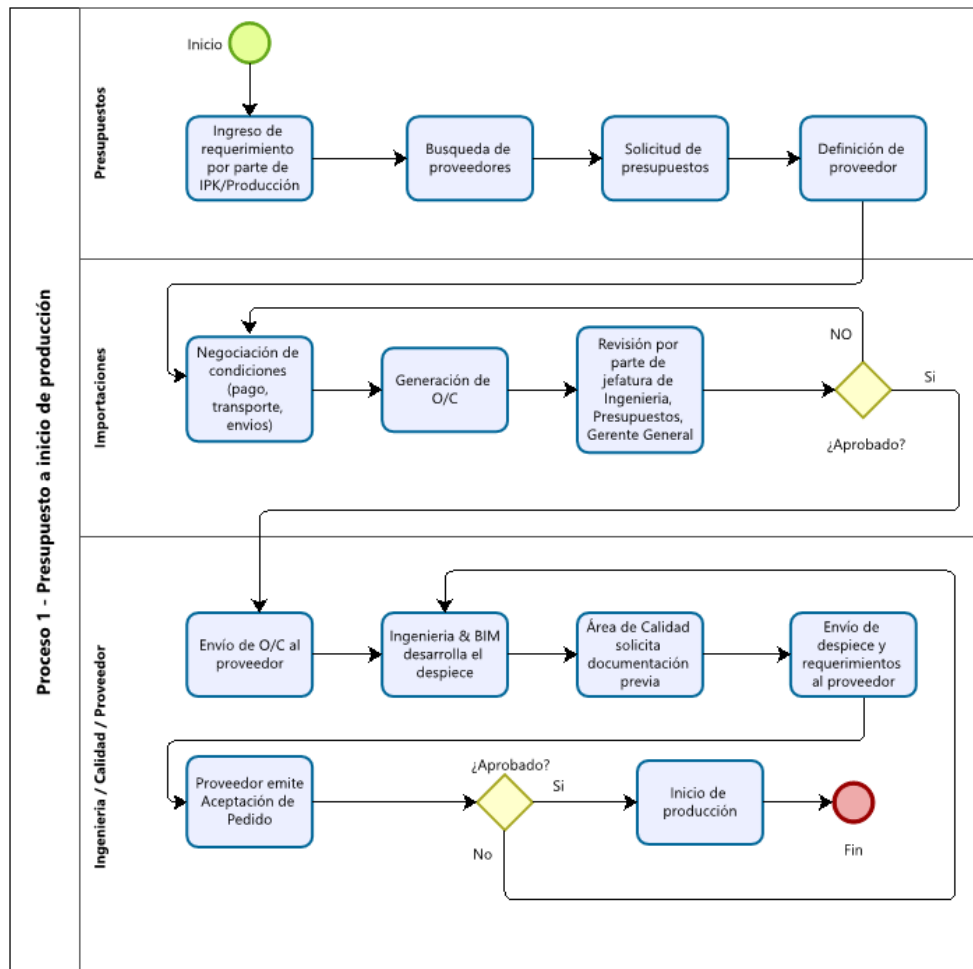 Proceso 1 - Presupuesto a inicio de producción
Presupuestos
Inicio
Ingreso de
requerimiento
por parte de
IPK/Producción
Busqueda de
proveedores
Solicitud de
presupuestos
Definición de
proveedor
Importaciones
Negociación de
condiciones
(pago,
transporte,
envios)
Generación de
O/C
Revisión por
parte de
jefatura de
Ingenieria,
Presupuestos,
Gerente General
NO
Si
¿Aprobado?
Ingenieria / Calidad / Proveedor
Envío de O/C al
proveedor
Ingenieria & BIM
desarrolla el
despiece
Área de Calidad
solicita
documentación
previa
Envío de
despiece y
requerimientos
al proveedor
Proveedor emite
Aceptación de
Pedido
¿Aprobado?
Si
No
Inicio de
producción
Fin